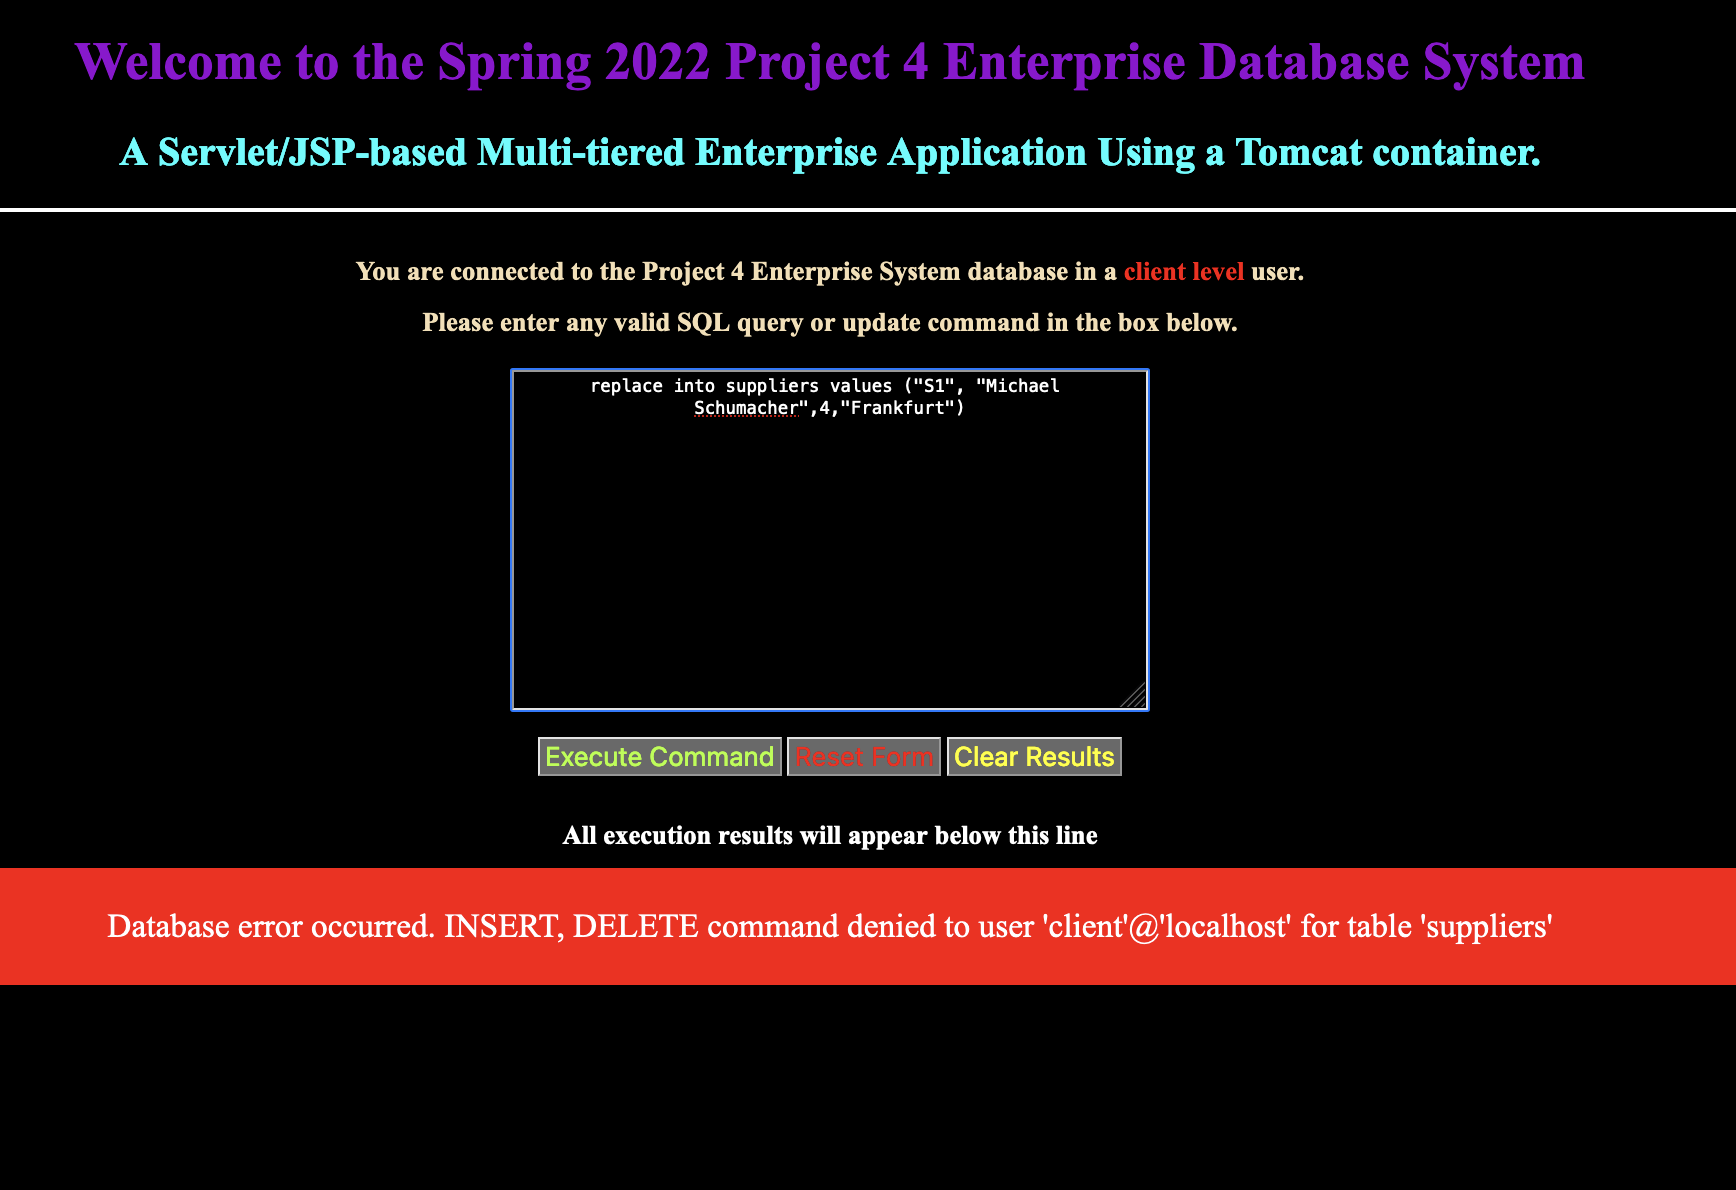 Welcome to the Spring 2022 Project 4 Enterprise Database System
A Servlet/JSP-based Multi-tiered Enterprise Application Using a Tomcat container.
You are connected to the Project 4 Enterprise System database in a client level user.
Please enter any valid SQL query or update command in the box below.
replace into suppliers values ("S1", "Michael
Schumacher",4,"Frankfurt")
Execute Command Reset Form Clear Results
All execution results will appear below this line
Database error occurred. INSERT, DELETE command denied to user 'client'@'localhost' for table 'suppliers'